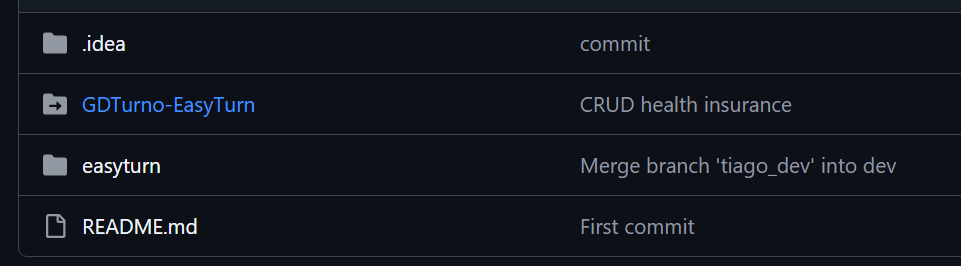 .idea commit
GDTurno-EasyTurn CRUD health insurance
easyturn Merge branch 'tiago_dev' into dev
README.md First commit